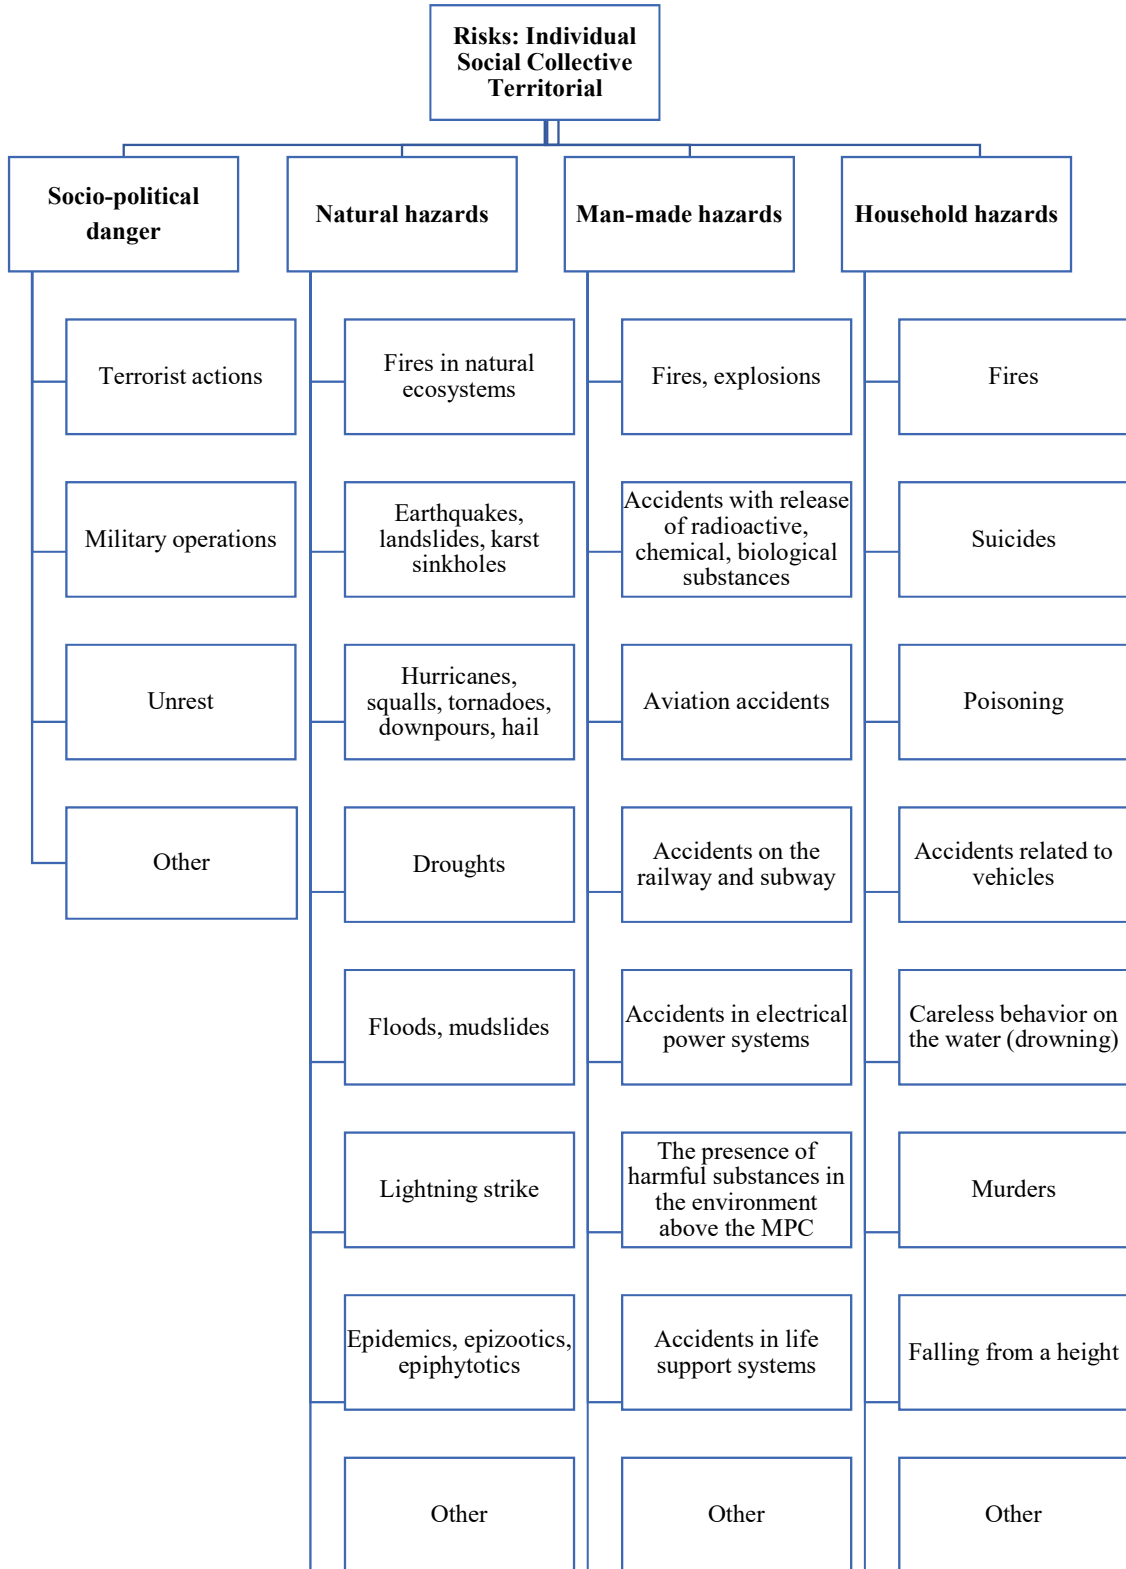 Risks: Individual
Social Collective
Territorial
Socio-political
danger
Natural hazards
Man-made hazards
Household hazards
Terrorist actions
Military operations
Unrest
Other
Fires in natural
ecosystems
Earthquakes,
landslides, karst
sinkholes
Hurricanes,
squalls, tornadoes,
downpours, hail
Droughts
Floods, mudslides
Lightning strike
Epidemics, epizootics,
epiphytotics
Other
Fires, explosions
Accidents with release
of radioactive,
chemical, biological
substances
Aviation accidents
Accidents on the
railway and subway
Accidents in electrical
power systems
The presence of
harmful substances in
the environment
above the MPC
Accidents in life
support systems
Other
Fires
Suicides
Poisoning
Accidents related to
vehicles
Careless behavior on
the water (drowning)
Murders
Falling from a height
Other